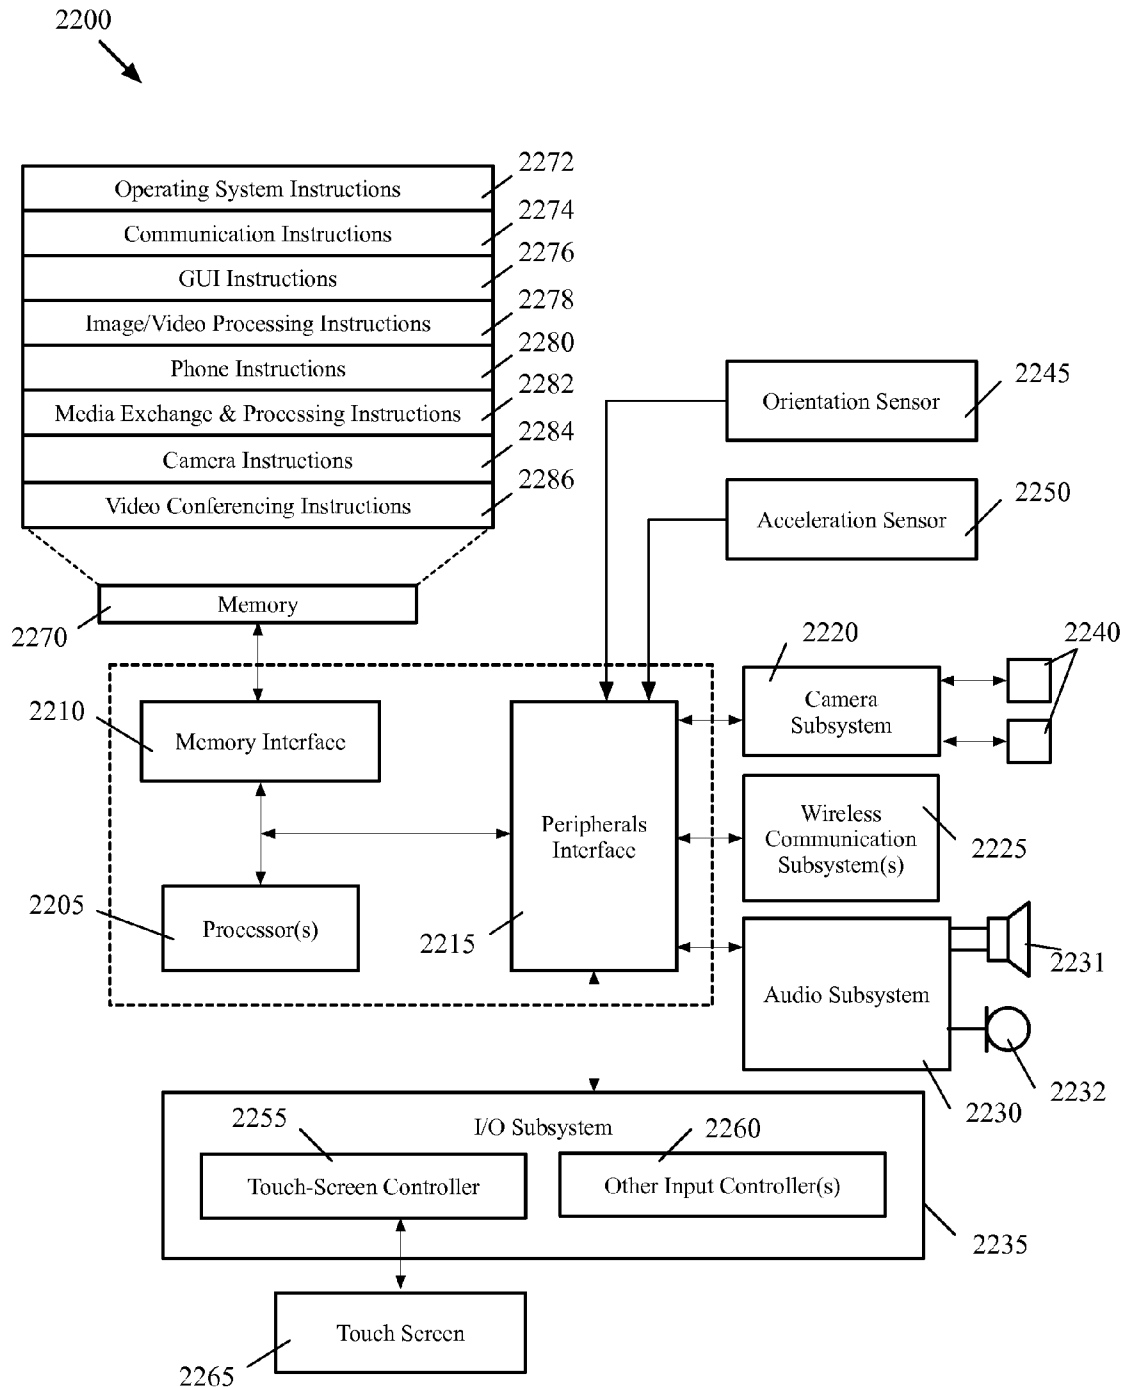 2200
2272
Operating System Instructions
2274
Communication Instructions
2276
GUI Instructions
2278
Image/Video Processing Instructions
2280
Phone Instructions
2282
Media Exchange & Processing Instructions
2284
Camera Instructions
2286
Video Conferencing Instructions
2245
Orientation Sensor
2250
Acceleration Sensor
Memory
2270
2220
2240
Camera
Subsystem
2210
Memory Interface
Peripherals
Interface
Wireless
Communication
Subsystem(s)
2225
2205
Processor(s)
2215
2231
Audio Subsystem
2232
2230
2255
I/O Subsystem
2260
Touch-Screen Controller
Other Input Controller(s)
2235
Touch Screen
2265